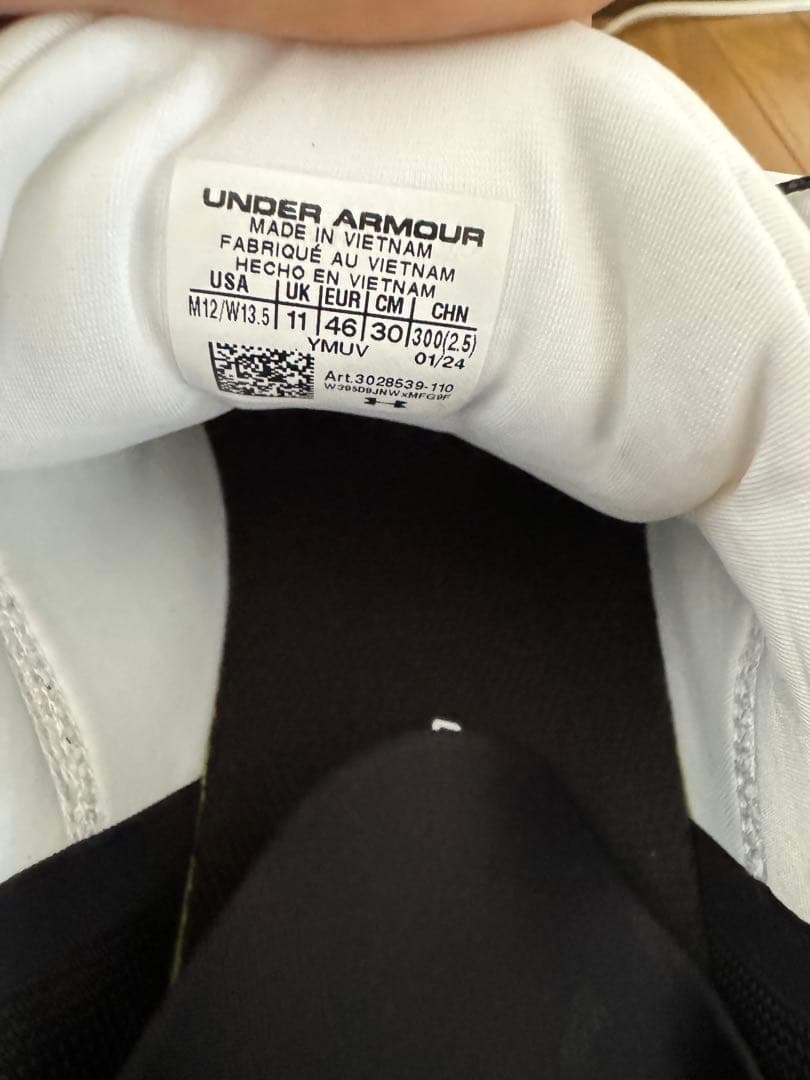 UNDER ARMOUR
MADE IN VIETNAM
FABRIQUÉ AU VIETNAM
HECHO EN VIETNAM
USA UK EUR CM CHN
M12/W13.5 11 46 30 300(2.5)
YMUV 01/24
Art.3028539-110